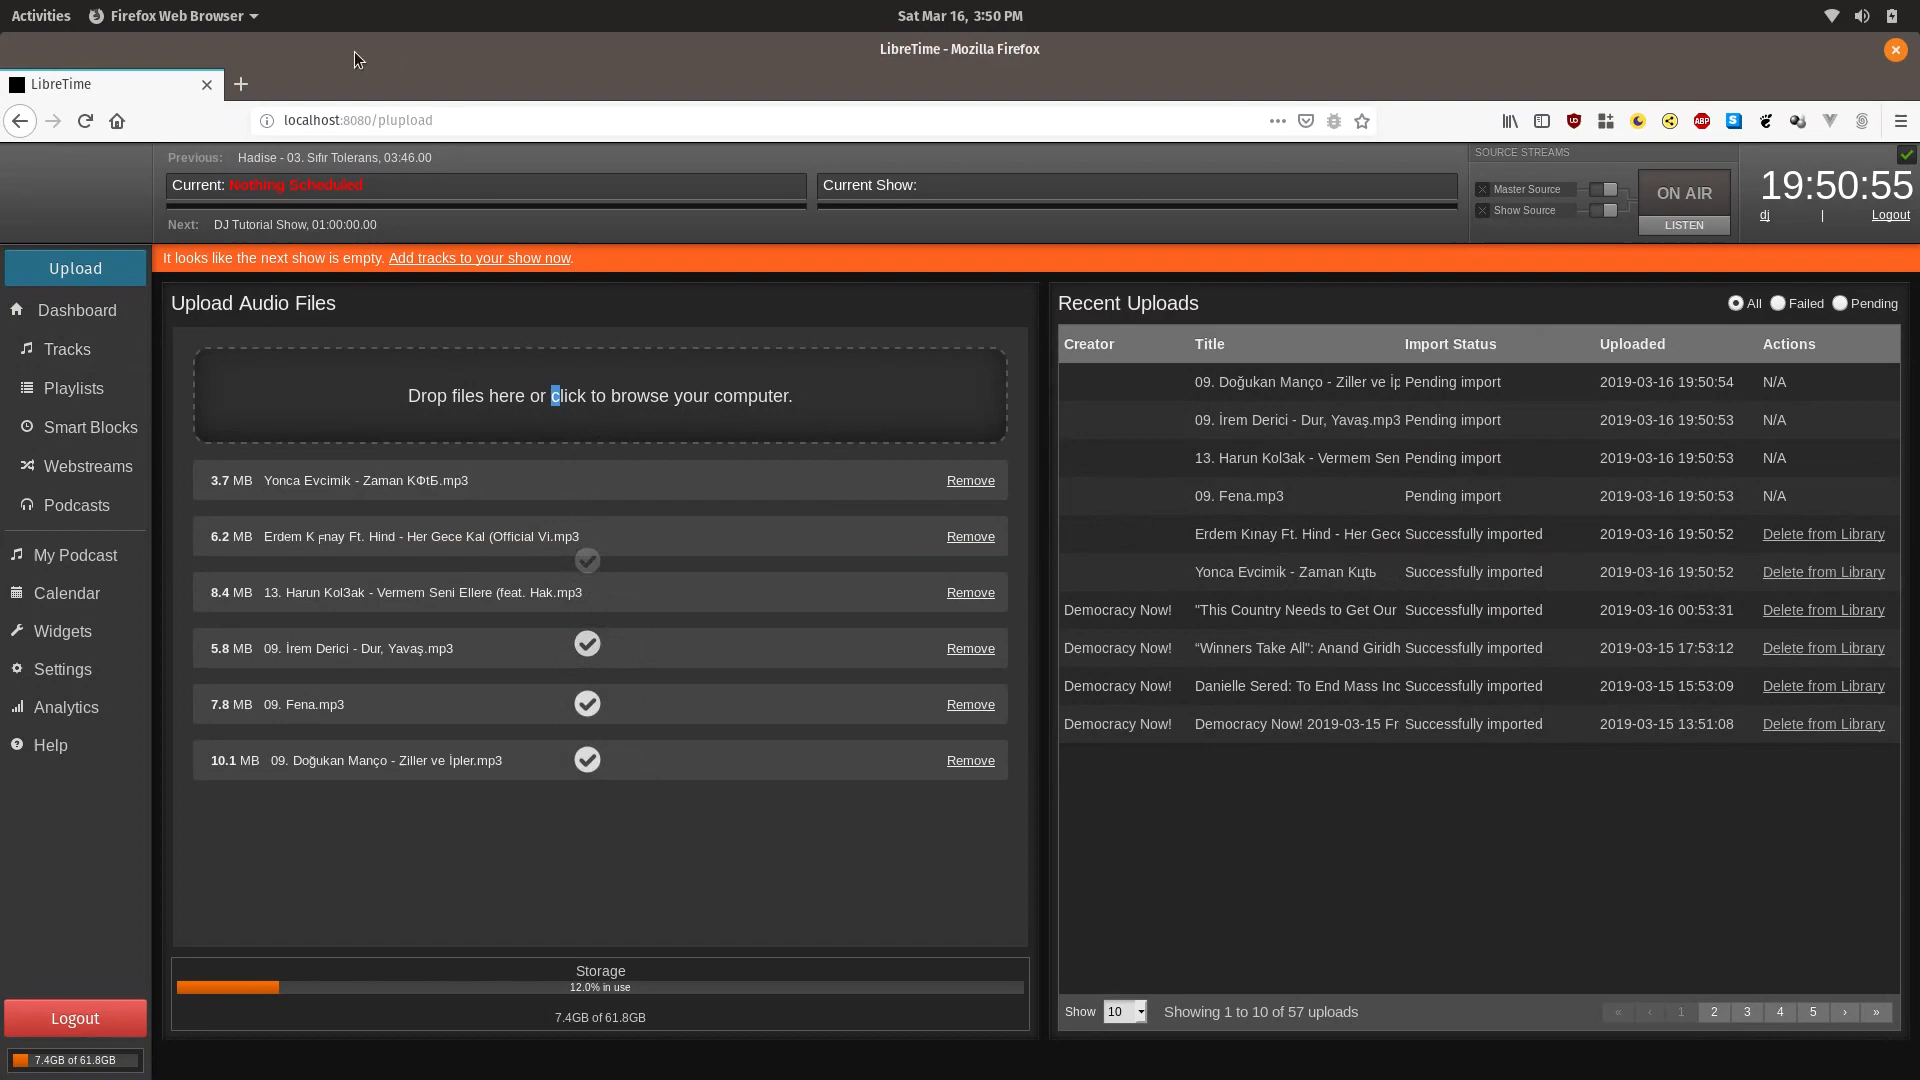 Activities Firefox Web Browser Sat Mar 16, 3:50 PM
LibreTime - Mozilla Firefox
LibreTime
localhost:8080/plupload
Previous: Hadise - 03. Sıfır Tolerans, 03:46.00
Current: Nothing Scheduled
Current Show:
Next: DJ Tutorial Show, 01:00:00.00
SOURCE STREAMS
Master Source
Show Source
ON AIR
LISTEN
19:50:55
dj | Logout
It looks like the next show is empty. Add tracks to your show now.
Upload
Dashboard
Tracks
Playlists
Smart Blocks
Webstreams
Podcasts
My Podcast
Calendar
Widgets
Settings
Analytics
Help
Logout
7.4GB of 61.8GB
Upload Audio Files
Drop files here or click to browse your computer.
3.7 MB Yonca Evcimik - Zaman KФtБ.mp3 Remove
6.2 MB Erdem K ╒nay Ft. Hind - Her Gece Kal (Official Vi.mp3 Remove
8.4 MB 13. Harun Kol3ak - Vermem Seni Ellere (feat. Hak.mp3 Remove
5.8 MB 09. İrem Derici - Dur, Yavaş.mp3 Remove
7.8 MB 09. Fena.mp3 Remove
10.1 MB 09. Doğukan Manço - Ziller ve İpler.mp3 Remove
Storage
12.0% in use
7.4GB of 61.8GB
Recent Uploads All Failed Pending
Creator Title Import Status Uploaded Actions
09. Doğukan Manço - Ziller ve İp Pending import 2019-03-16 19:50:54 N/A
09. İrem Derici - Dur, Yavaş.mp3 Pending import 2019-03-16 19:50:53 N/A
13. Harun Kol3ak - Vermem Sen Pending import 2019-03-16 19:50:53 N/A
09. Fena.mp3 Pending import 2019-03-16 19:50:53 N/A
Erdem Kınay Ft. Hind - Her Gece Successfully imported 2019-03-16 19:50:52 Delete from Library
Yonca Evcimik - Zaman Kцtь Successfully imported 2019-03-16 19:50:52 Delete from Library
Democracy Now! "This Country Needs to Get Our Successfully imported 2019-03-16 00:53:31 Delete from Library
Democracy Now! “Winners Take All”: Anand Giridh Successfully imported 2019-03-15 17:53:12 Delete from Library
Democracy Now! Danielle Sered: To End Mass Inc Successfully imported 2019-03-15 15:53:09 Delete from Library
Democracy Now! Democracy Now! 2019-03-15 Fr Successfully imported 2019-03-15 13:51:08 Delete from Library
Show 10 Showing 1 to 10 of 57 uploads « ‹ 1 2 3 4 5 › »